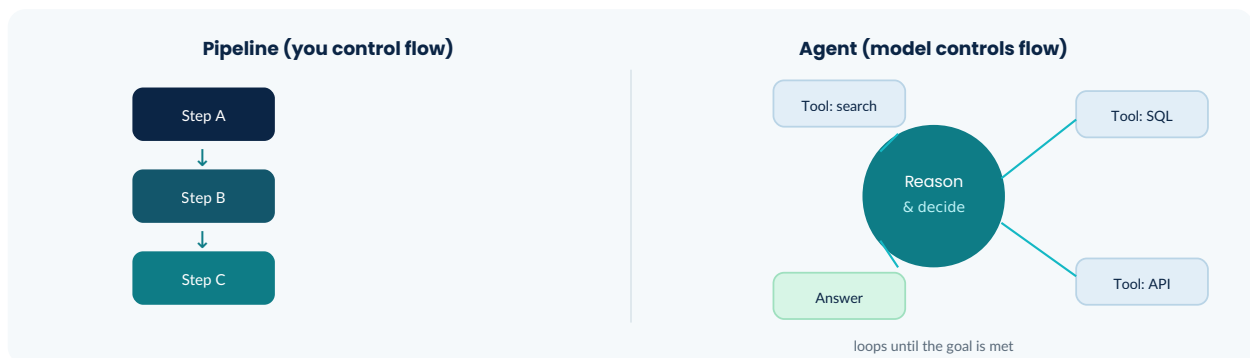 Pipeline (you control flow)
Step A
↓
Step B
↓
Step C
Agent (model controls flow)
Tool: search
Tool: SQL
Reason
& decide
Answer
Tool: API
loops until the goal is met